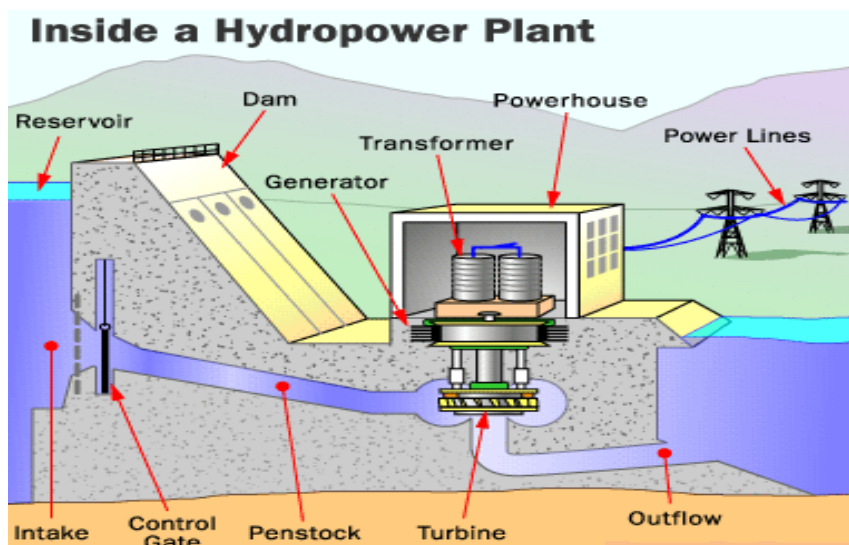 Inside a Hydropower Plant
Reservoir
Dam
Powerhouse
Transformer
Power Lines
Generator
Intake
Control
Gate
Penstock
Turbine
Outflow